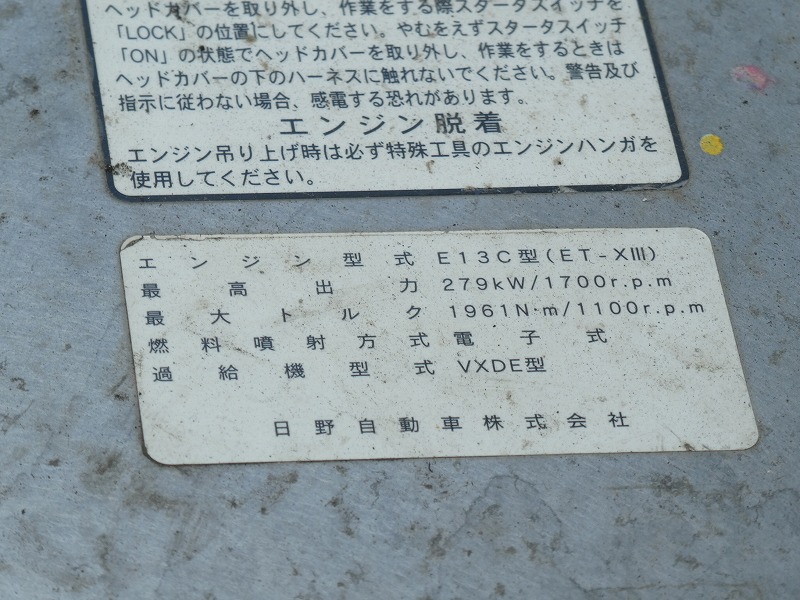 ヘッドカバーを取り外し、作業をする際スタータスイッチを
「LOCK」の位置にしてください。やむをえずスタータスイッチ
「ON」の状態でヘッドカバーを取り外し、作業をするときは
ヘッドカバーの下のハーネスに触れないでください。警告及び
指示に従わない場合、感電する恐れがあります。
エンジン脱着
エンジン吊り上げ時は必ず特殊工具のエンジンハンガを
使用してください。
エンジン型式 E13C型(ET-XIII)
最高出力 279kW/1700r.p.m
最大トルク 1961N·m/1100r.p.m
燃料噴射方式 電子式
過給機型式 VXDE型
日野自動車株式会社